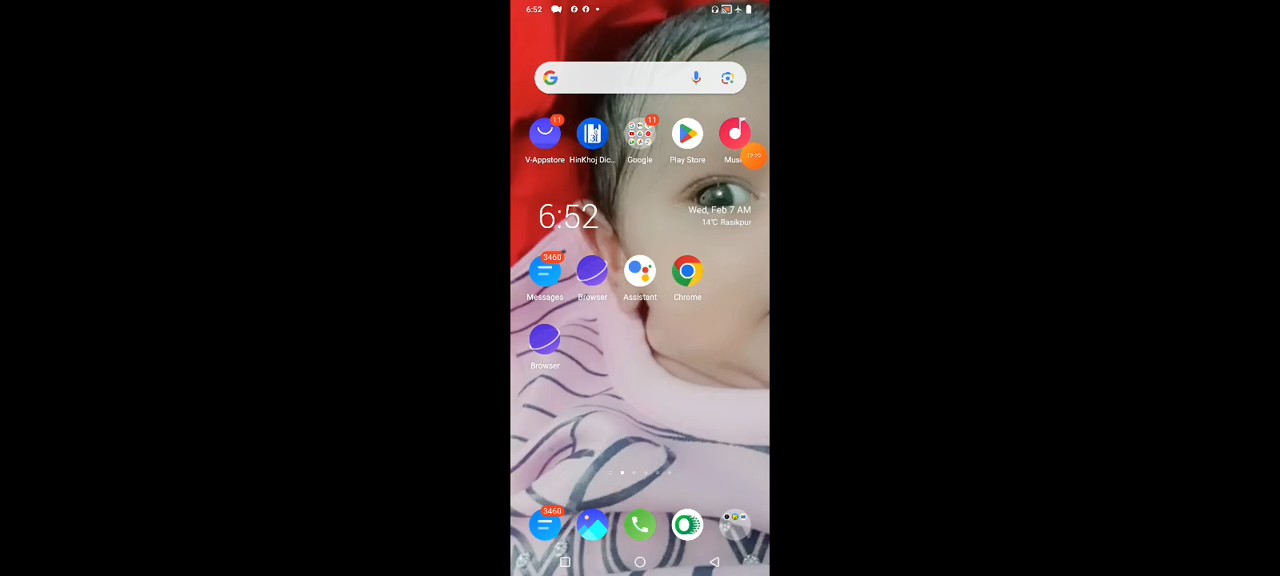 6:52
11
11
V-Appstore
HinKhoj Dic...
Google
Play Store
6:52
Wed, Feb 7 AM
14°C Rasikpur
3460
Messages
Browser
Assistant
Chrome
Browser
3460